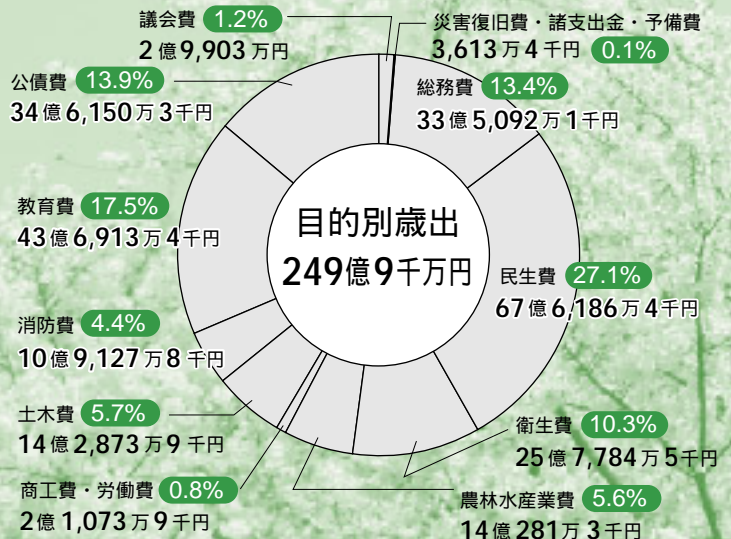 議会費 1.2%
2億9,903万円
災害復旧費・諸支出金・予備費
3,613万4千円 0.1%
総務費 13.4%
33億5,092万1千円
民生費 27.1%
67億6,186万4千円
衛生費 10.3%
25億7,784万5千円
農林水産業費 5.6%
14億281万3千円
商工費・労働費 0.8%
2億1,073万9千円
土木費 5.7%
14億2,873万9千円
消防費 4.4%
10億9,127万8千円
教育費 17.5%
43億6,913万4千円
公債費 13.9%
34億6,150万3千円
目的別歳出
249億9千万円